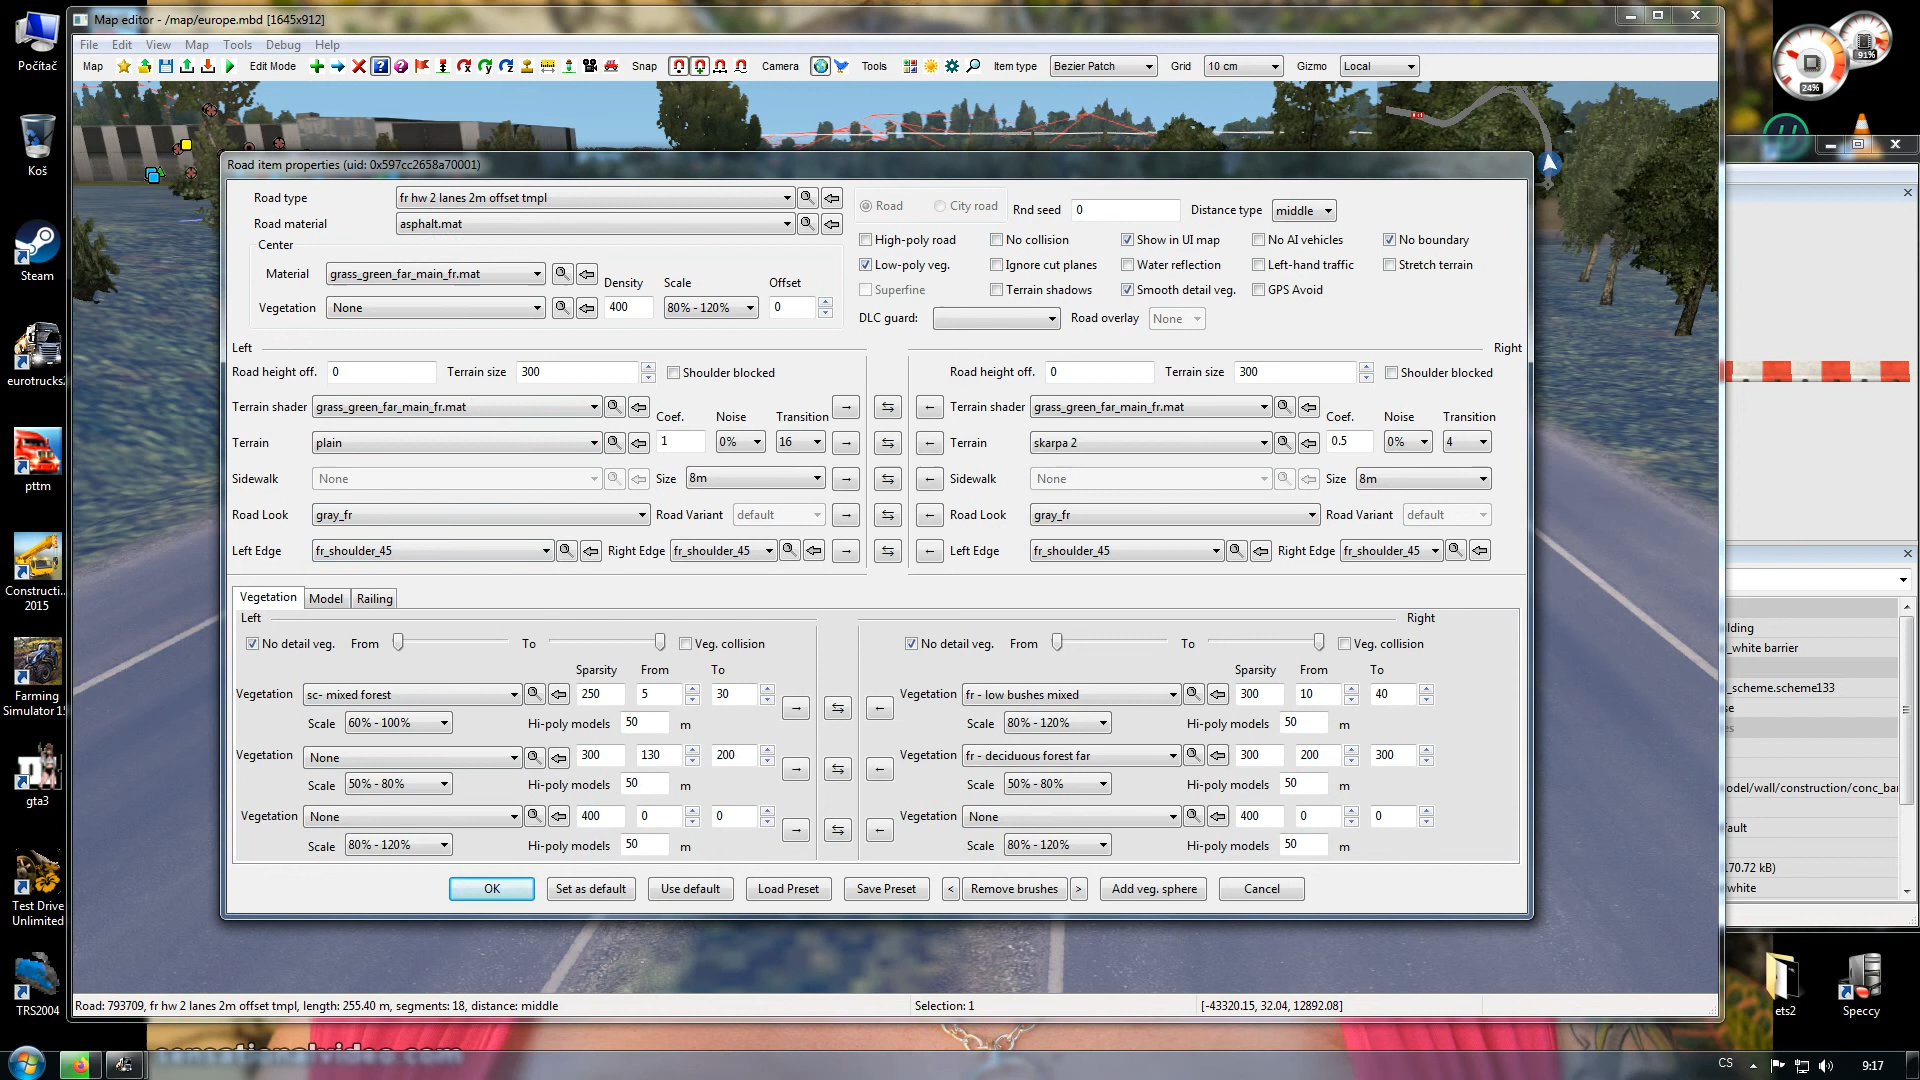 Map editor - /map/europe.mbd [1645x912]
File Edit View Map Tools Debug Help
Map Edit Mode Snap Camera Tools Item type Bezier Patch Grid 10 cm Gizmo Local
Road item properties (uid: 0x597cc2658a70001)
Road type fr hw 2 lanes 2m offset tmpl
Road material asphalt.mat
Road City road Rnd seed 0 Distance type middle
High-poly road No collision Show in UI map No AI vehicles No boundary
Low-poly veg. Ignore cut planes Water reflection Left-hand traffic Stretch terrain
Superfine Terrain shadows Smooth detail veg. GPS Avoid
DLC guard: Road overlay None
Center
Material grass_green_far_main_fr.mat Density Scale Offset
Vegetation None 400 80% - 120% 0
Left Right
Road height off. 0 Terrain size 300 Shoulder blocked
Terrain shader grass_green_far_main_fr.mat Coef. Noise Transition
Terrain plain 1 0% 16
Sidewalk None Size 8m
Road Look gray_fr Road Variant default
Left Edge fr_shoulder_45 Right Edge fr_shoulder_45
Road height off. 0 Terrain size 300 Shoulder blocked
Terrain shader grass_green_far_main_fr.mat Coef. Noise Transition
Terrain skarpa 2 0.5 0% 4
Sidewalk None Size 8m
Road Look gray_fr Road Variant default
Left Edge fr_shoulder_45 Right Edge fr_shoulder_45
Vegetation Model Railing
Left
No detail veg. From To Veg. collision
Sparsity From To
Vegetation sc- mixed forest 250 5 30
Scale 60% - 100% Hi-poly models 50 m
Vegetation None 300 130 200
Scale 50% - 80% Hi-poly models 50 m
Vegetation None 400 0 0
Scale 80% - 120% Hi-poly models 50 m
Right
No detail veg. From To Veg. collision
Sparsity From To
Vegetation fr - low bushes mixed 300 10 40
Scale 80% - 120% Hi-poly models 50 m
Vegetation fr - deciduous forest far 300 200 300
Scale 50% - 80% Hi-poly models 50 m
Vegetation None 400 0 0
Scale 80% - 120% Hi-poly models 50 m
OK Set as default Use default Load Preset Save Preset < Remove brushes > Add veg. sphere Cancel
Road: 793709, fr hw 2 lanes 2m offset tmpl, length: 255.40 m, segments: 18, distance: middle
Selection: 1
[-43320.15, 32.04, 12892.08]
Počítač
Koš
Steam
eurotrucks2
pttm
Constructi...
2015
Farming
Simulator 15
gta3
Test Drive
Unlimited
TRS2004
24%
91%
lding
_white barrier
_scheme.scheme133
se
es
odel/wall/construction/conc_bar
fault
70.72 kB)
white
ets2
Speccy
CS
9:17